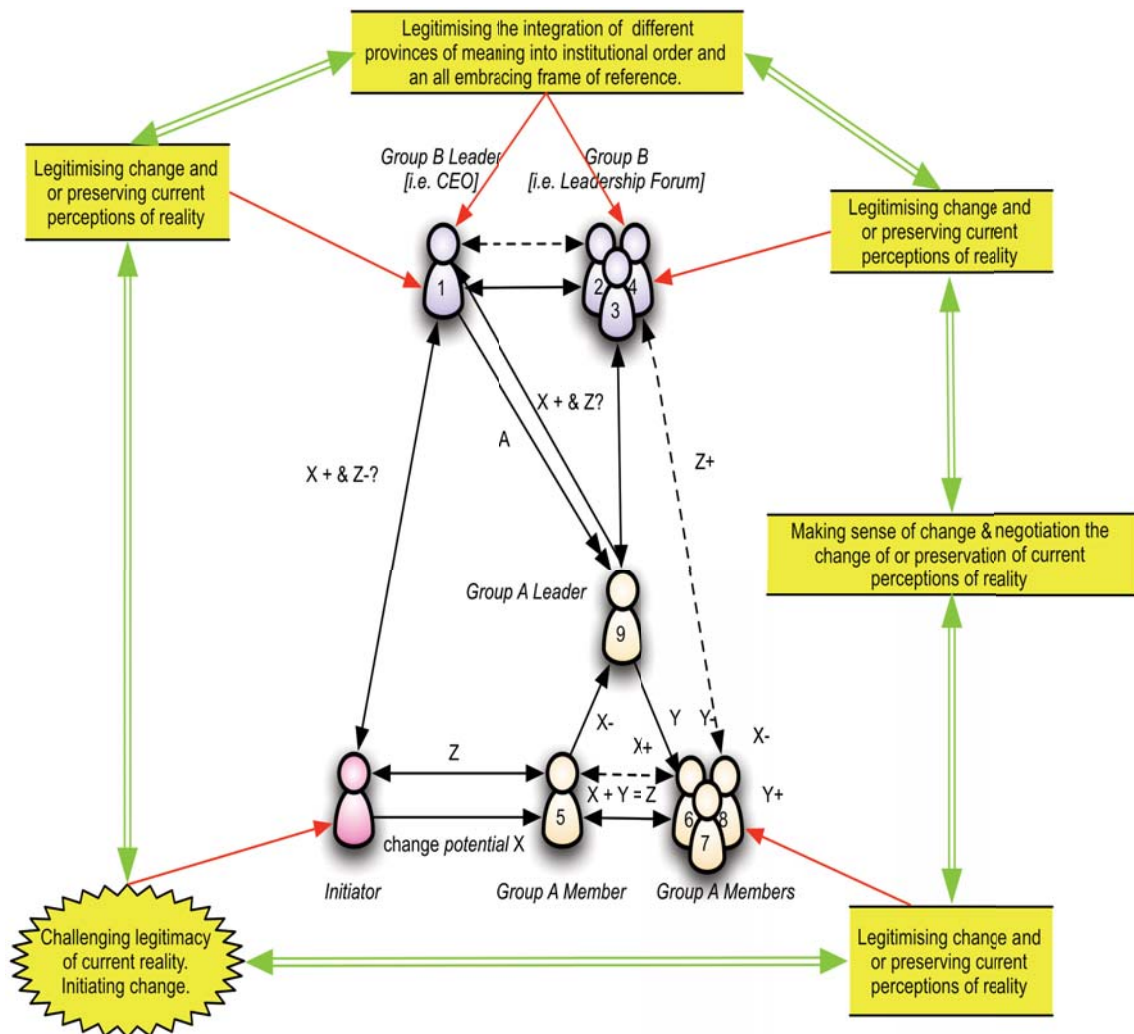 Legitimising the integration of different
provinces of meaning into institutional order and
an all embracing frame of reference.
Legitimising change and
or preserving current
perceptions of reality
Group B Leader
[i.e. CEO]
Group B
[i.e. Leadership Forum]
Legitimising change and
or preserving current
perceptions of reality
1
2
4
3
X + & Z?
A
X + & Z-?
Z+
Making sense of change & negotiation the
change of or preservation of current
perceptions of reality
Group A Leader
9
X-
Y
Y-
X-
X+
Z
X + Y = Z
Y+
5
6
8
7
change potential X
Initiator
Group A Member
Group A Members
Challenging legitimacy
of current reality.
Initiating change.
Legitimising change and
or preserving current
perceptions of reality